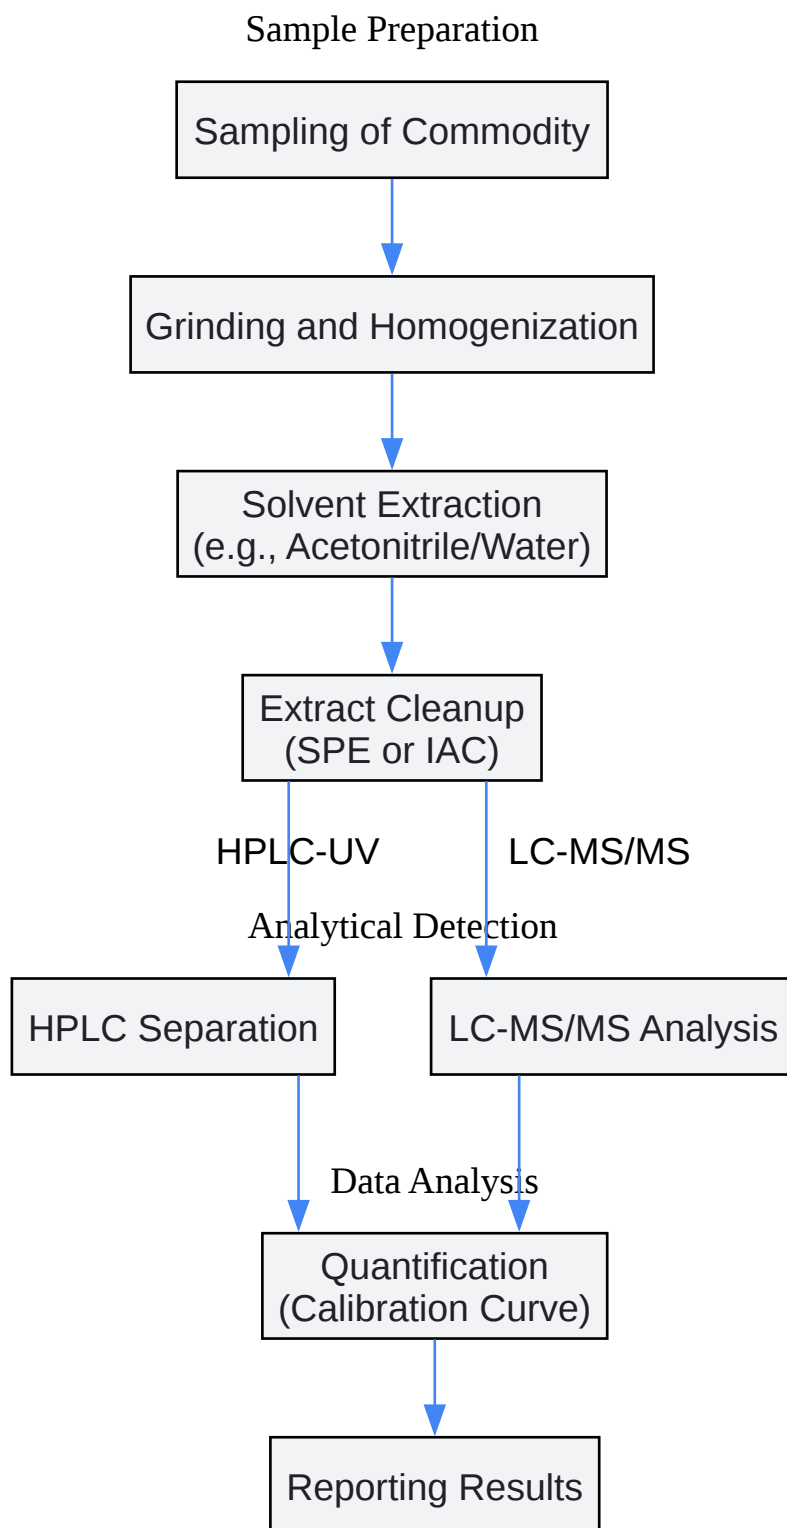 Sample Preparation
Sampling of Commodity
Grinding and Homogenization
Solvent Extraction
(e.g., Acetonitrile/Water)
Extract Cleanup
(SPE or IAC)
HPLC-UV
LC-MS/MS
Analytical Detection
HPLC Separation
LC-MS/MS Analysis
Data Analysis
Quantification
(Calibration Curve)
Reporting Results